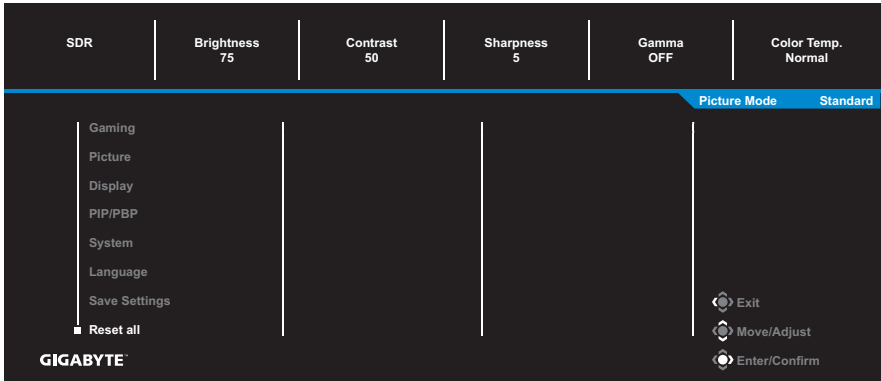 SDR
Brightness
75
Contrast
50
Sharpness
5
Gamma
OFF
Color Temp.
Normal
Picture Mode Standard
Gaming
Picture
Display
PIP/PBP
System
Language
Save Settings
Reset all
Exit
Move/Adjust
Enter/Confirm
GIGABYTE™